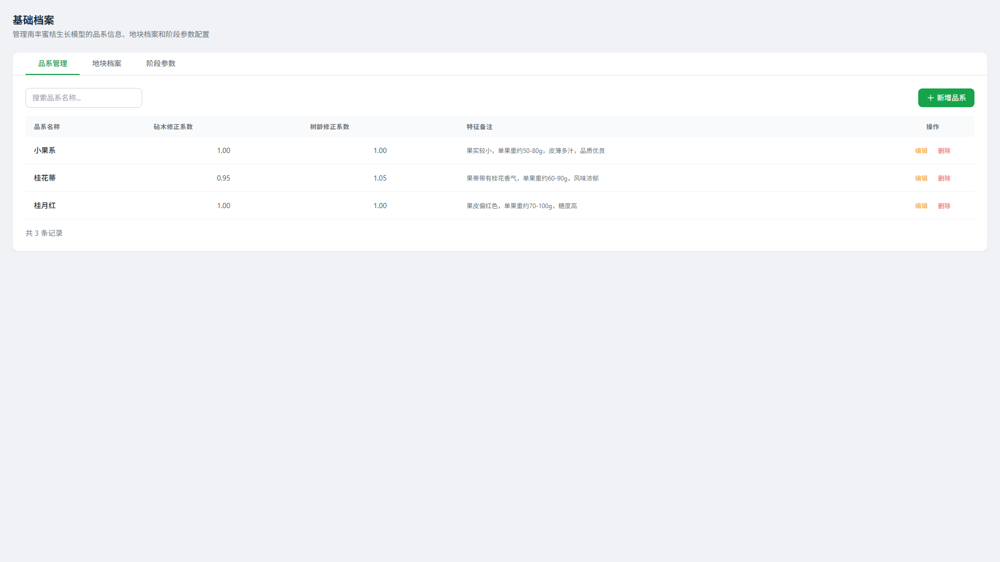 基础档案
管理南丰蜜桔生长模型的品系信息、地块档案和阶段参数配置
品系管理 地块档案 阶段参数
搜索品系名称...
新增品系
品系名称 砧木修正系数 树龄修正系数 特征备注 操作
小果系 1.00 1.00 果实较小，单果重约50-80g，皮薄多汁，品质优良 编辑 删除
桂花蒂 0.95 1.05 果蒂带有桂花香气，单果重约60-90g，风味浓郁 编辑 删除
桂月红 1.00 1.00 果皮偏红色，单果重约70-100g，糖度高 编辑 删除
共 3 条记录